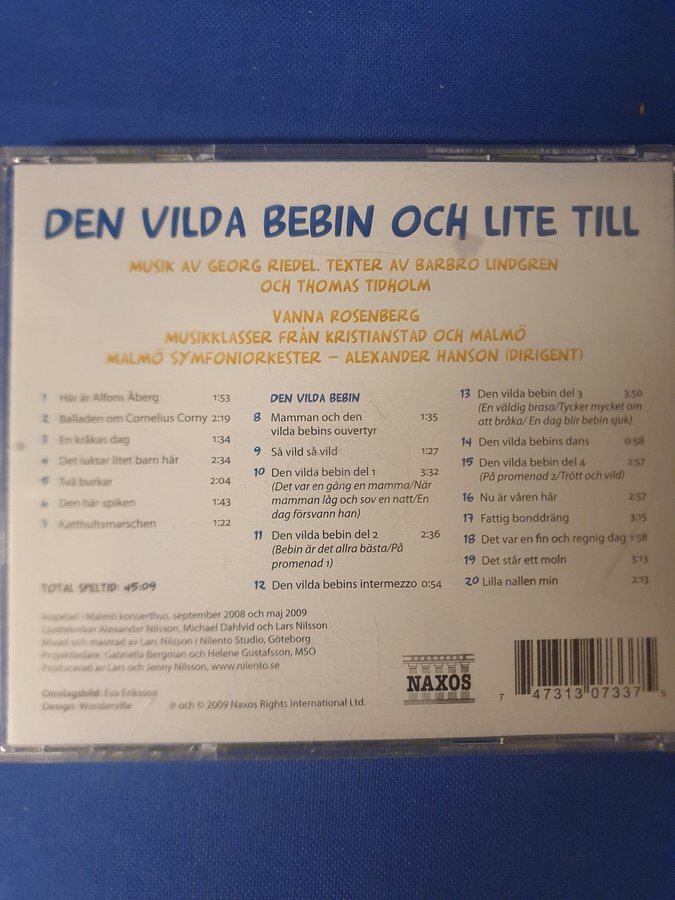 DEN VILDA BEBIN OCH LITE TILL
MUSIK AV GEORG RIEDEL. TEXTER AV BARBRO LINDGREN
OCH THOMAS TIDHOLM
VANNA ROSENBERG
MUSIKKLASSER FRÅN KRISTIANSTAD OCH MALMÖ
MALMÖ SYMFONIORKESTER – ALEXANDER HANSON (DIRIGENT)
1 Här är Alfons Åberg 1:53
2 Balladen om Cornelius Corny 2:19
3 En kråkas dag 1:34
4 Det luktar litet barn här 2:34
5 Två burkar 2:04
6 Den här spiken 1:43
7 Katthultsmarschen 1:22
TOTAL SPELTID: 45:09
DEN VILDA BEBIN
8 Mamman och den 1:35
vilda bebins ouvertyr
9 Så vild så vild 1:27
10 Den vilda bebin del 1 3:32
(Det var en gång en mamma/När
mamman låg och sov en natt/En
dag försvann han)
11 Den vilda bebin del 2 2:36
(Bebin är det allra bästa/På
promenad 1)
12 Den vilda bebins intermezzo 0:54
13 Den vilda bebin del 3 3:50
(En väldig brasa/Tycker mycket om
att bråka/ En dag blir bebin sjuk)
14 Den vilda bebins dans 0:58
15 Den vilda bebin del 4 2:57
(På promenad 2/Trött och vild)
16 Nu är våren här 2:57
17 Fattig bonddräng 3:15
18 Det var en fin och regnig dag 1:58
19 Det står ett moln 3:13
20 Lilla nallen min 2:13
Inspelad i Malmö konserthus, september 2008 och maj 2009
Ljudtekniker Alexander Nilsson, Michael Dahlvid och Lars Nilsson
Mixad och mastrad av Lars Nilsson i Nilento Studio, Göteborg
Projektledare: Gabriella Bergman och Helene Gustafsson, MSO
Producerad av Lars och Jenny Nilsson, www.nilento.se
Omslagsbild: Eva Eriksson
Design: Wonderville
℗ och © 2009 Naxos Rights International Ltd.
NAXOS
7 47313 07337 5